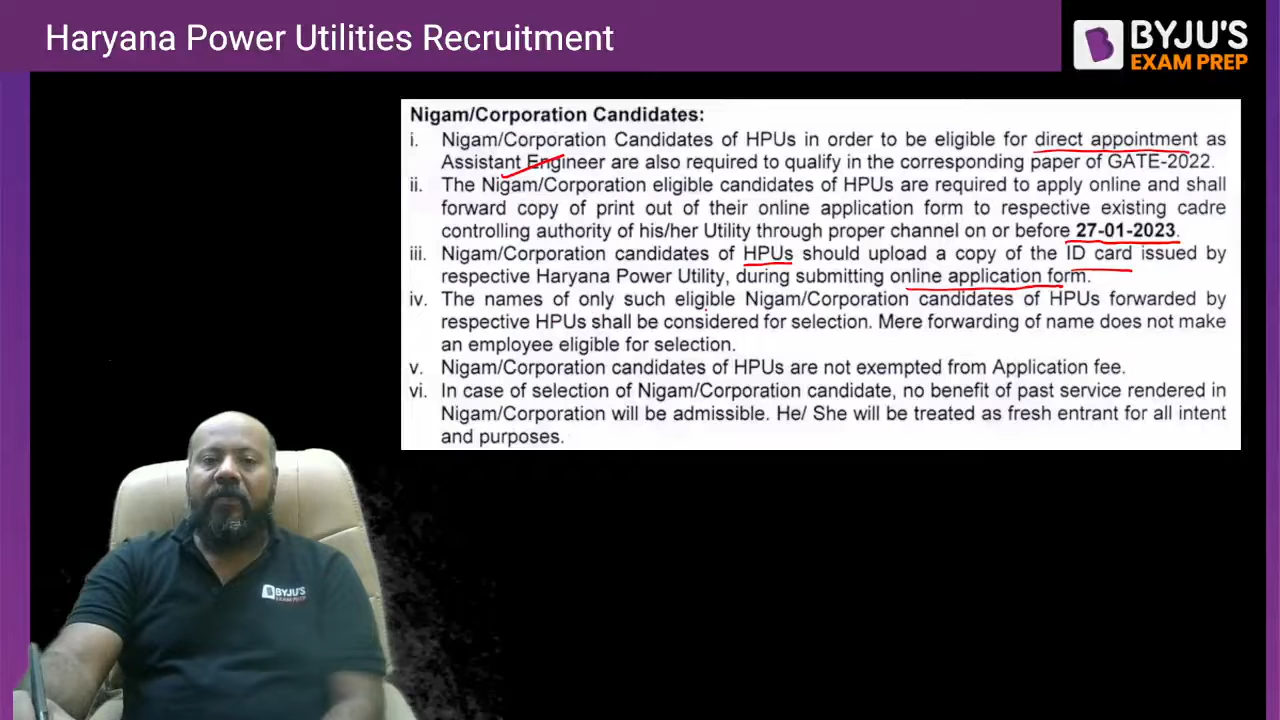 Haryana Power Utilities Recruitment
BYJU'S
EXAM PREP
Nigam/Corporation Candidates:
i. Nigam/Corporation Candidates of HPUs in order to be eligible for direct appointment as
Assistant Engineer are also required to qualify in the corresponding paper of GATE-2022.
ii. The Nigam/Corporation eligible candidates of HPUs are required to apply online and shall
forward copy of print out of their online application form to respective existing cadre
controlling authority of his/her Utility through proper channel on or before 27-01-2023.
iii. Nigam/Corporation candidates of HPUs should upload a copy of the ID card issued by
respective Haryana Power Utility, during submitting online application form.
iv. The names of only such eligible Nigam/Corporation candidates of HPUs forwarded by
respective HPUs shall be considered for selection. Mere forwarding of name does not make
an employee eligible for selection.
v. Nigam/Corporation candidates of HPUs are not exempted from Application fee.
vi. In case of selection of Nigam/Corporation candidate, no benefit of past service rendered in
Nigam/Corporation will be admissible. He/ She will be treated as fresh entrant for all intent
and purposes.
BYJU'S
EXAM PREP